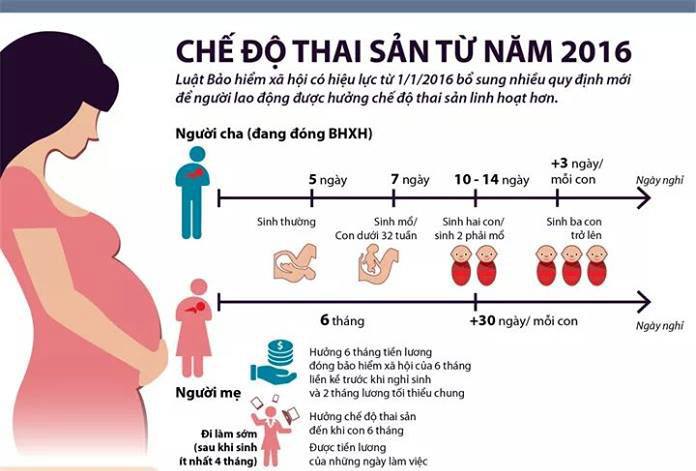 CHẾ ĐỘ THAI SẢN TỪ NĂM 2016
Luật Bảo hiểm xã hội có hiệu lực từ 1/1/2016 bổ sung nhiều quy định mới
để người lao động được hưởng chế độ thai sản linh hoạt hơn.
Người cha (đang đóng BHXH)
5 ngày
7 ngày
10 - 14 ngày
+3 ngày/
mỗi con
Ngày nghỉ
Sinh thường
Sinh mổ/
Con dưới 32 tuần
Sinh hai con/
sinh 2 phải mổ
Sinh ba con
trở lên
6 tháng
+30 ngày/ mỗi con
Ngày nghỉ
Người mẹ
$
Hưởng 6 tháng tiền lương
đóng bảo hiểm xã hội của 6 tháng
liền kề trước khi nghỉ sinh
và 2 tháng lương tối thiểu chung
Đi làm sớm
(sau khi sinh
ít nhất 4 tháng)
Hưởng chế độ thai sản
đến khi con 6 tháng
Được tiền lương
của những ngày làm việc